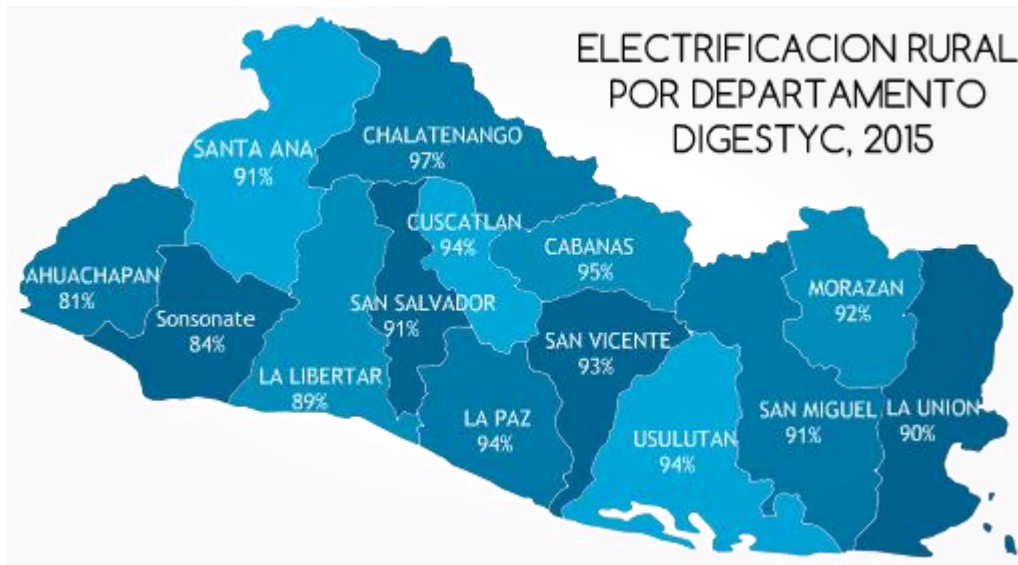 ELECTRIFICACION RURAL
POR DEPARTAMENTO
DIGESTYC, 2015
CHALATENANGO
97%
SANTA ANA
91%
CUSCATLAN
94%
CABANAS
95%
AHUACHAPAN
81%
MORAZAN
92%
SAN SALVADOR
91%
Sonsonate
84%
SAN VICENTE
93%
LA LIBERTAR
89%
LA PAZ
94%
SAN MIGUEL
91%
LA UNION
90%
USULUTAN
94%